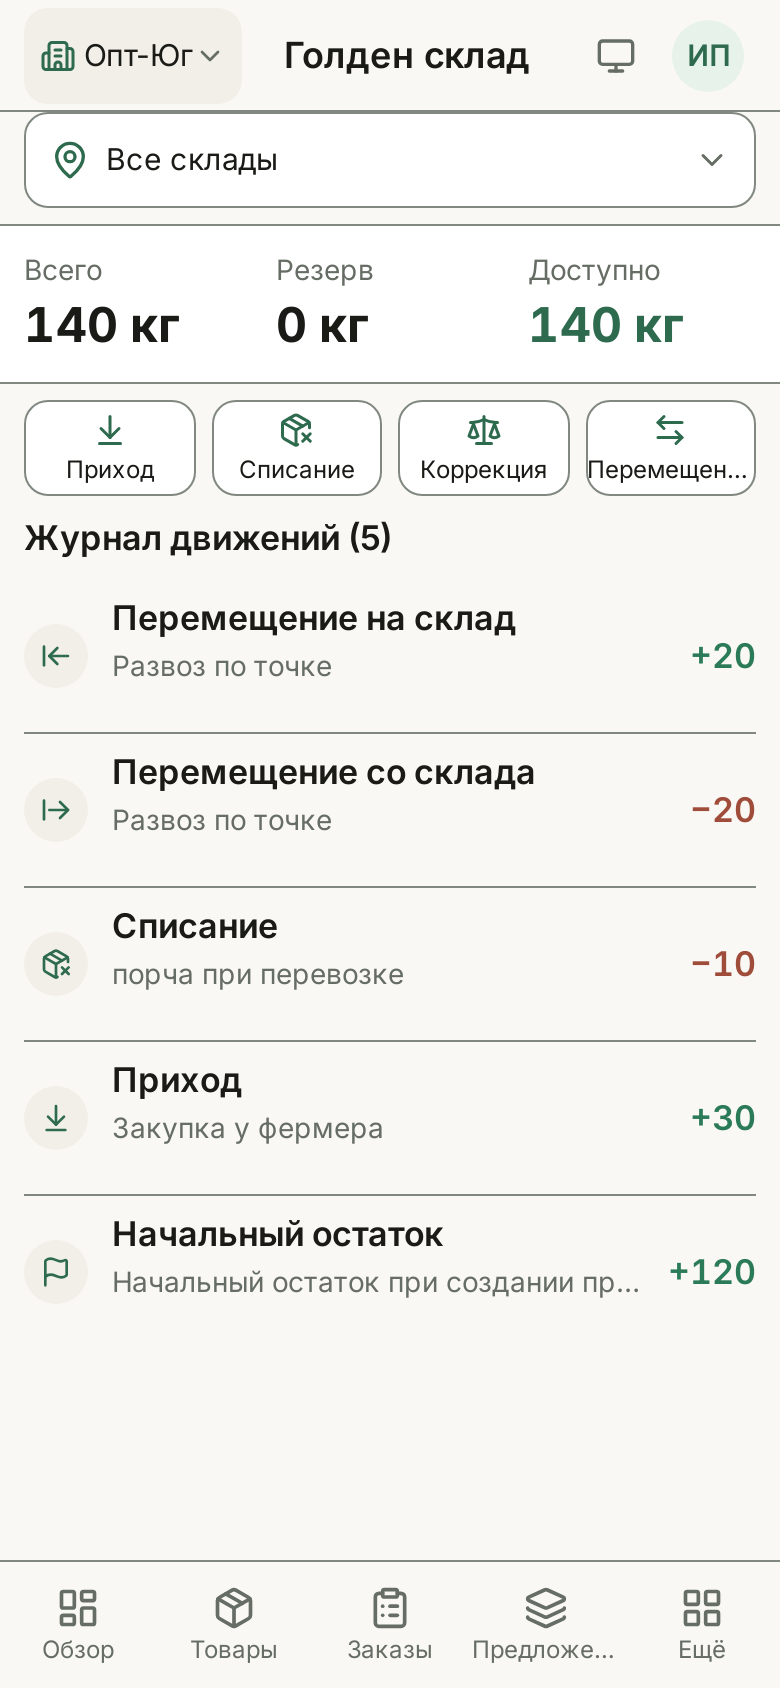 Опт-Юг
Голден склад
ИП
Все склады
Всего
Резерв
Доступно
140 кг
0 кг
140 кг
Приход
Списание
Коррекция
Перемещен...
Журнал движений (5)
Перемещение на склад
Развоз по точке
+20
Перемещение со склада
Развоз по точке
−20
Списание
порча при перевозке
−10
Приход
Закупка у фермера
+30
Начальный остаток
Начальный остаток при создании пр...
+120
Обзор
Товары
Заказы
Предложе...
Ещё